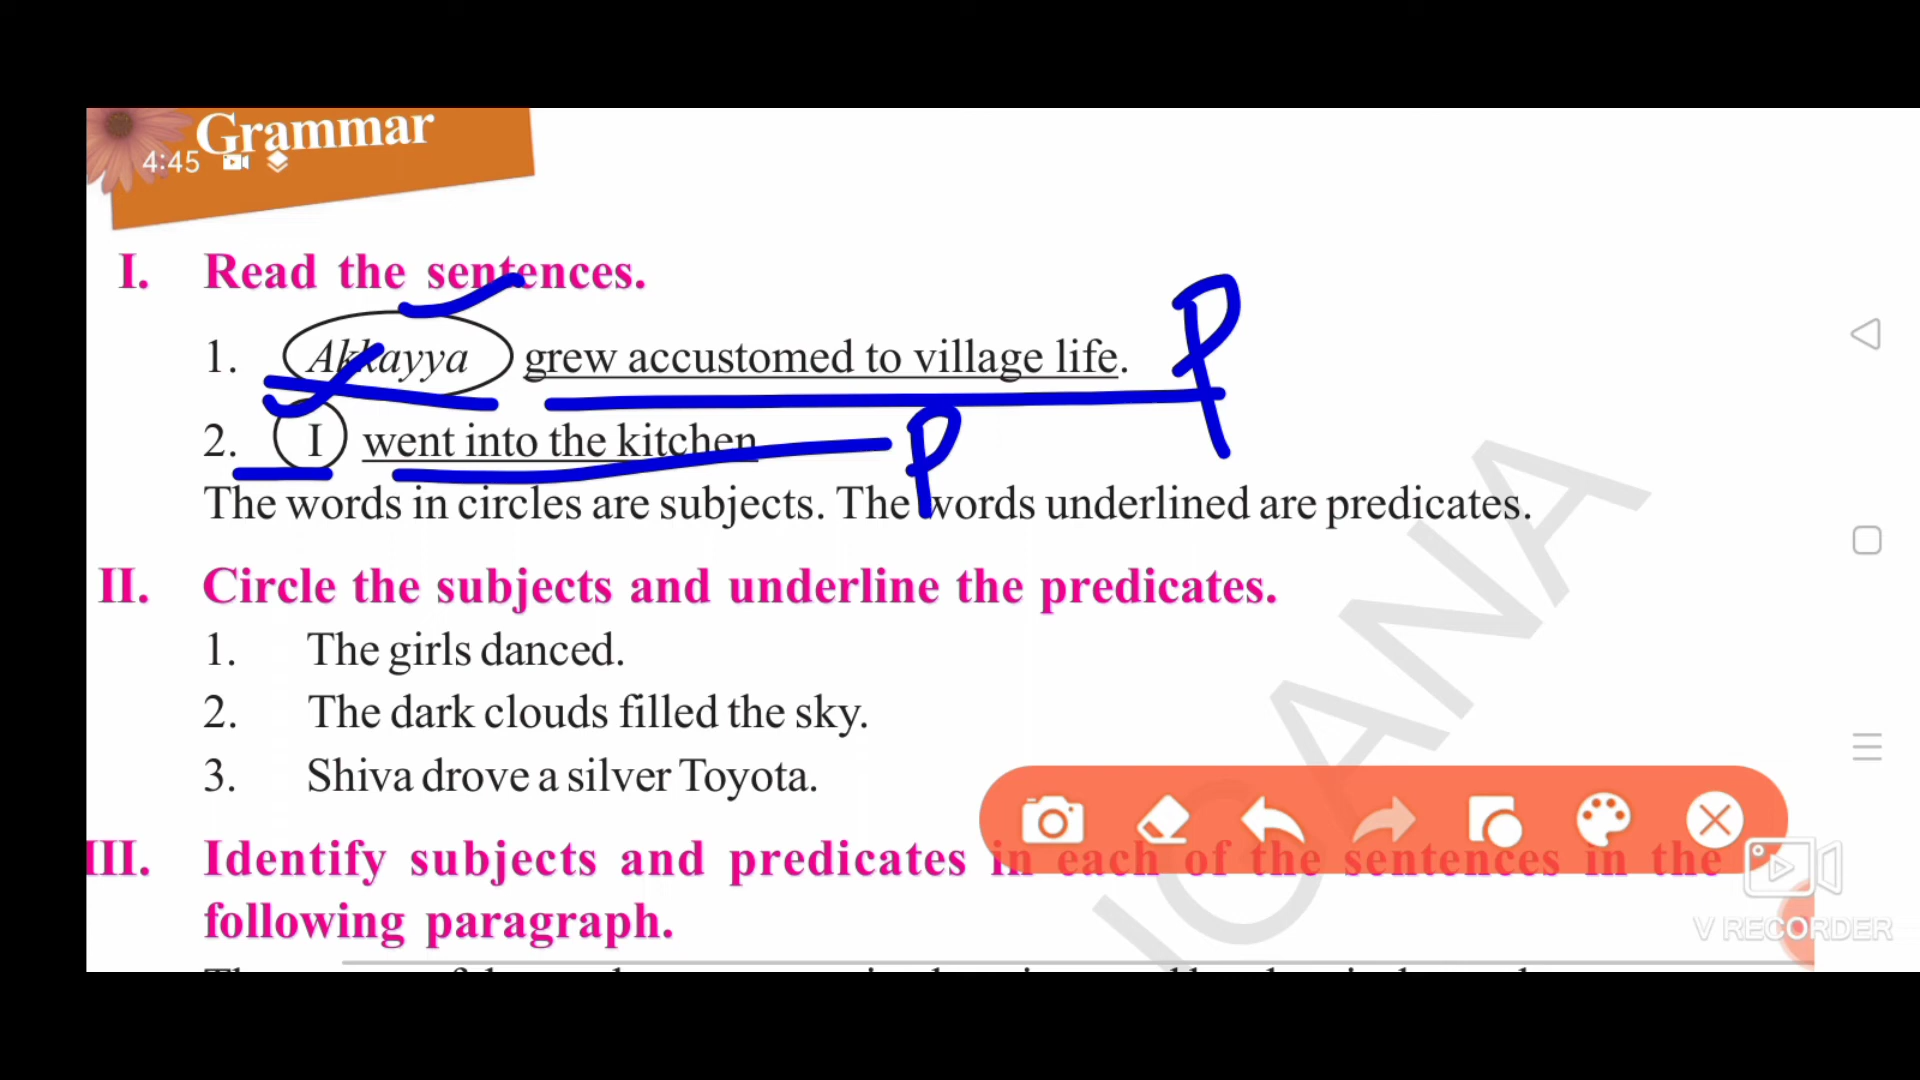 Grammar
4:45
I. Read the sentences.
1. Akkayya grew accustomed to village life. P
2. I went into the kitchen P
The words in circles are subjects. The words underlined are predicates.
II. Circle the subjects and underline the predicates.
1. The girls danced.
2. The dark clouds filled the sky.
3. Shiva drove a silver Toyota.
III. Identify subjects and predicates in each of the sentences in the
following paragraph.
V RECORDER